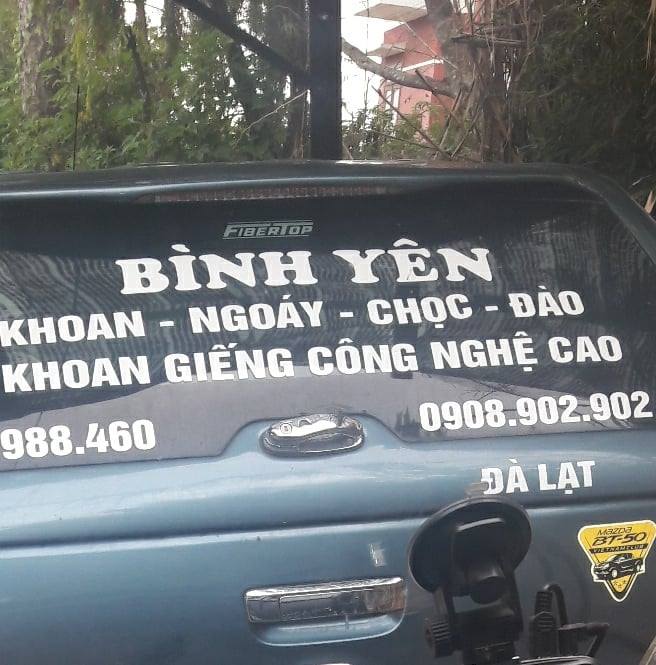 FIBERTOP
BÌNH YÊN
KHOAN - NGOÁY - CHỌC - ĐÀO
KHOAN GIẾNG CÔNG NGHỆ CAO
988.460
0908.902.902
ĐÀ LẠT
MAZDA
BT-50
VIETNAMCLUB